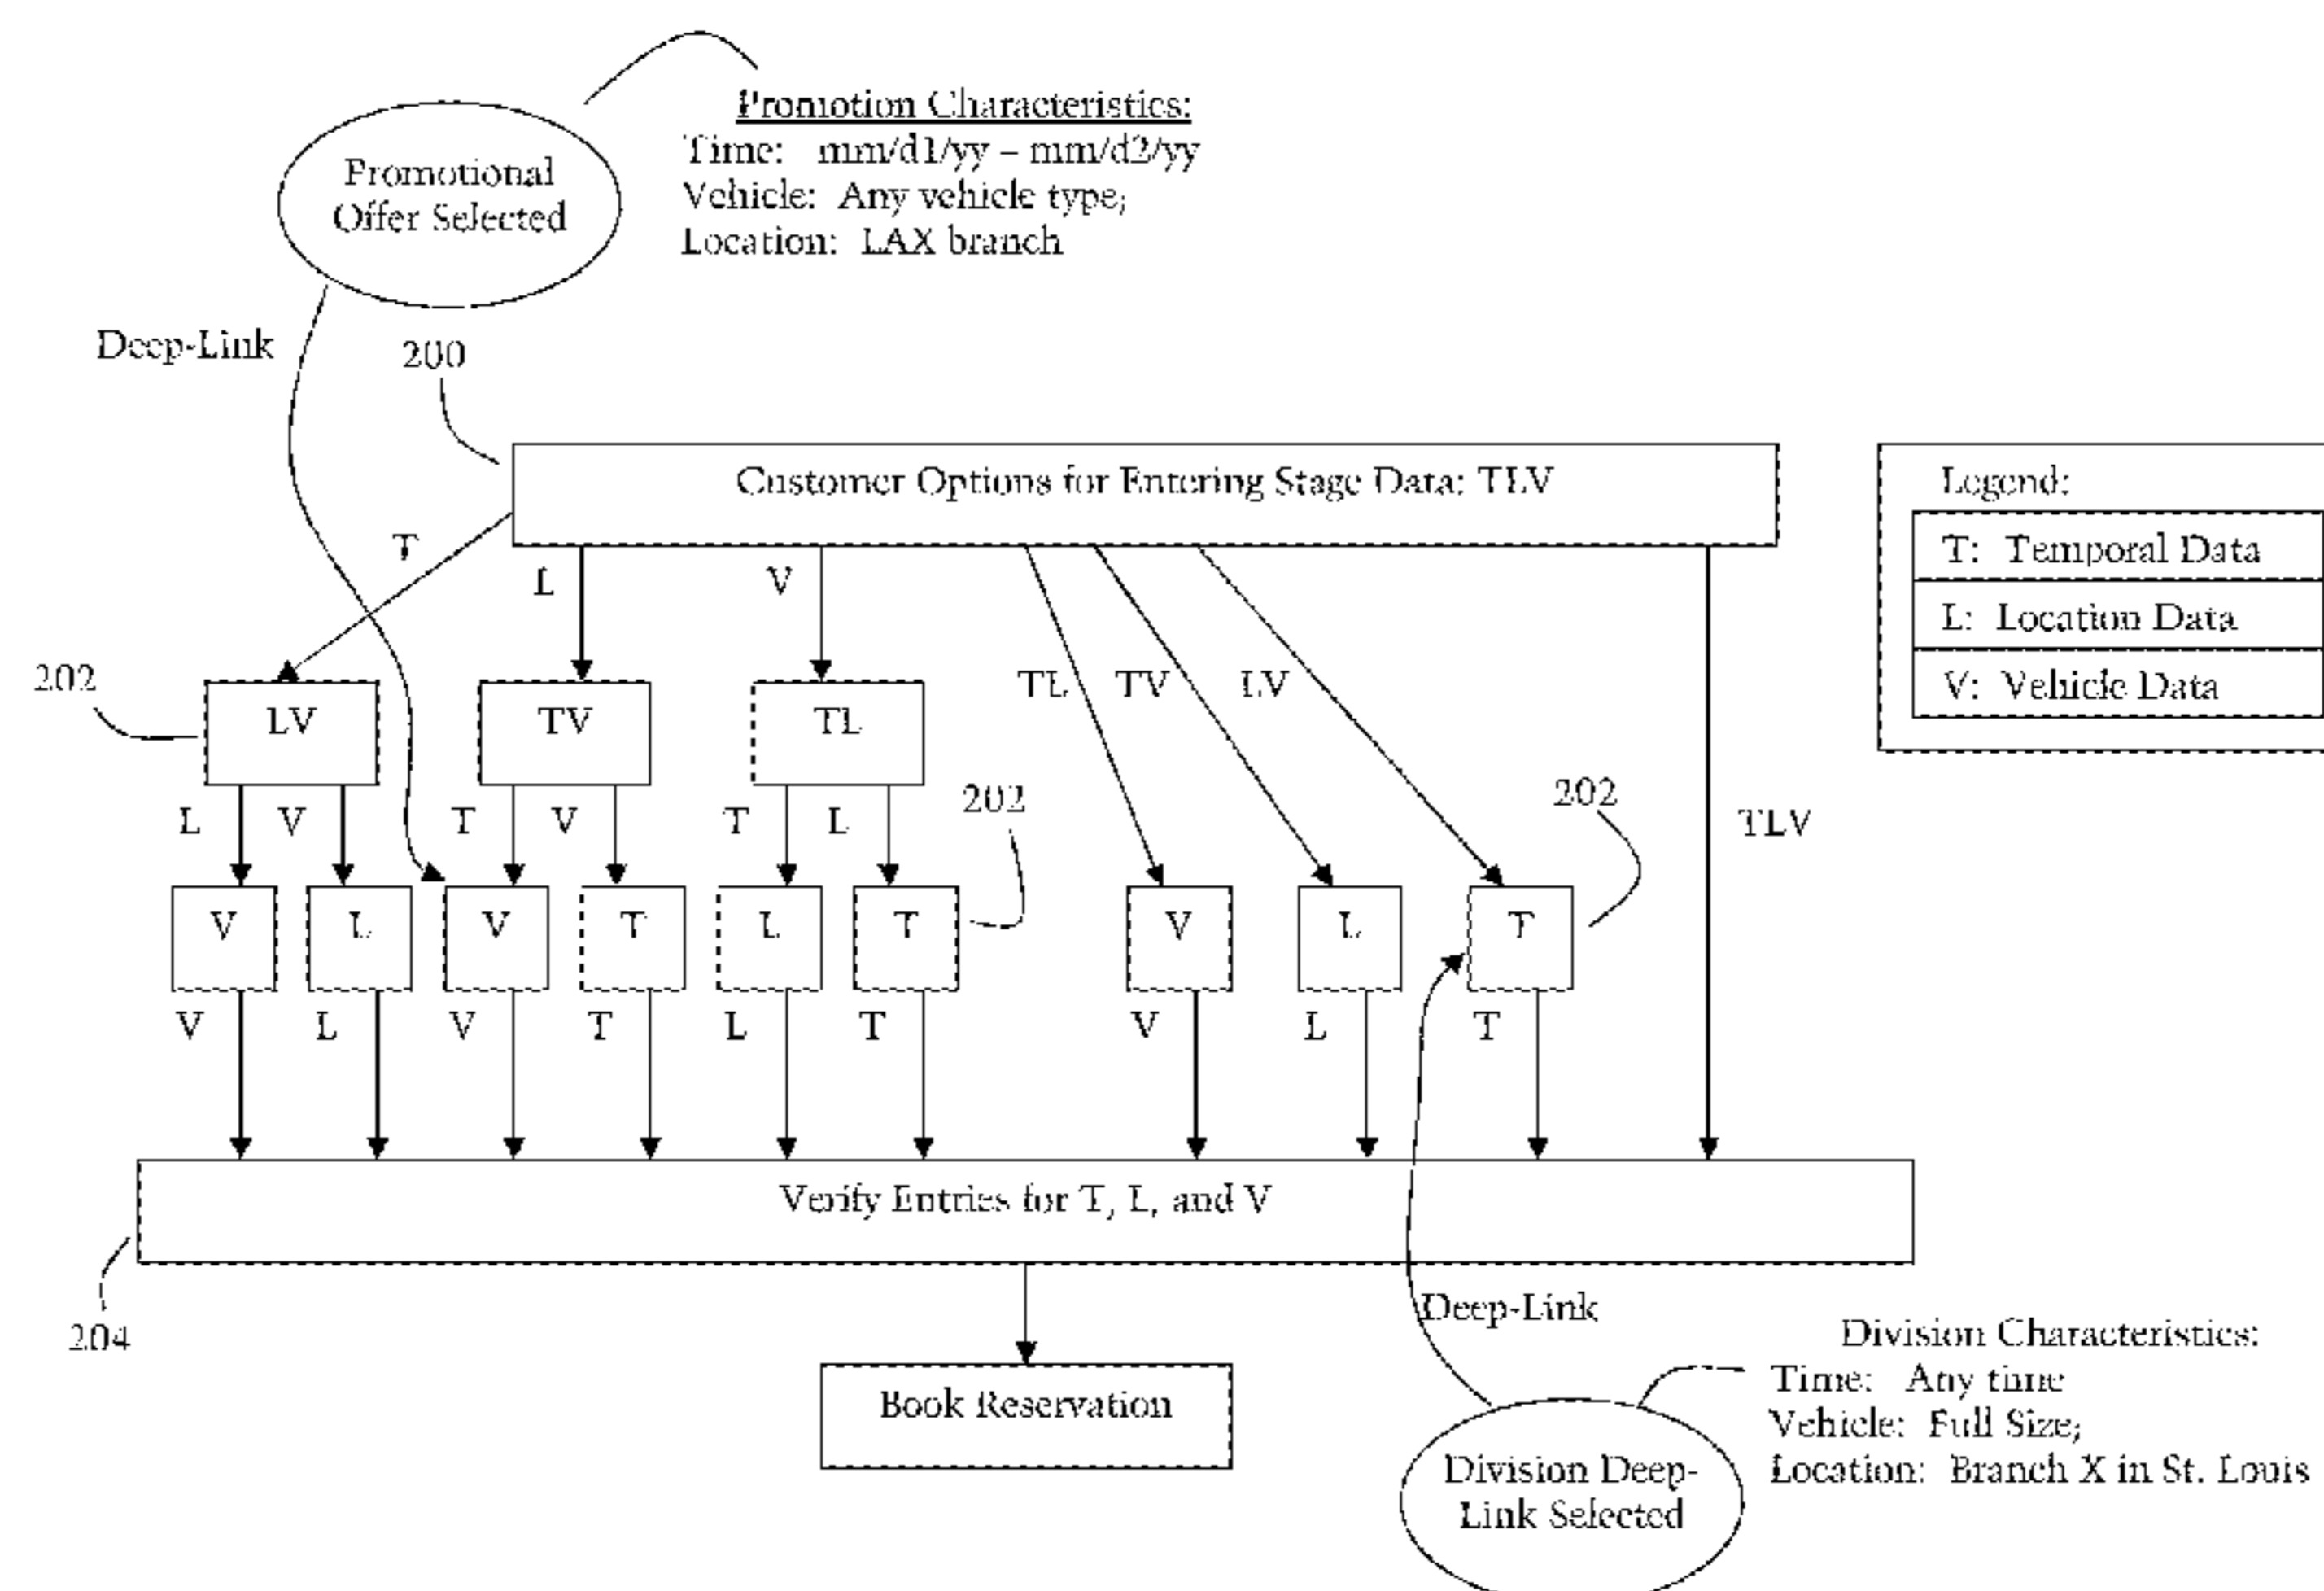 Promotion Characteristics:
Time: mm/d1/yy – mm/d2/yy
Vehicle: Any vehicle type;
Location: LAX branch
Promotional
Offer Selected
Deep-Link
200
Customer Options for Entering Stage Data: TLV
Legend:
T: Temporal Data
L: Location Data
V: Vehicle Data
T
L
V
TL
TV
LV
TLV
202
LV
TV
TL
L
V
T
V
T
L
202
202
V
L
V
T
L
T
V
L
T
V
L
V
T
L
T
V
L
T
Verify Entries for T, L, and V
204
Deep-Link
Book Reservation
Division Characteristics:
Time: Any time
Vehicle: Full Size;
Location: Branch X in St. Louis
Division Deep-
Link Selected